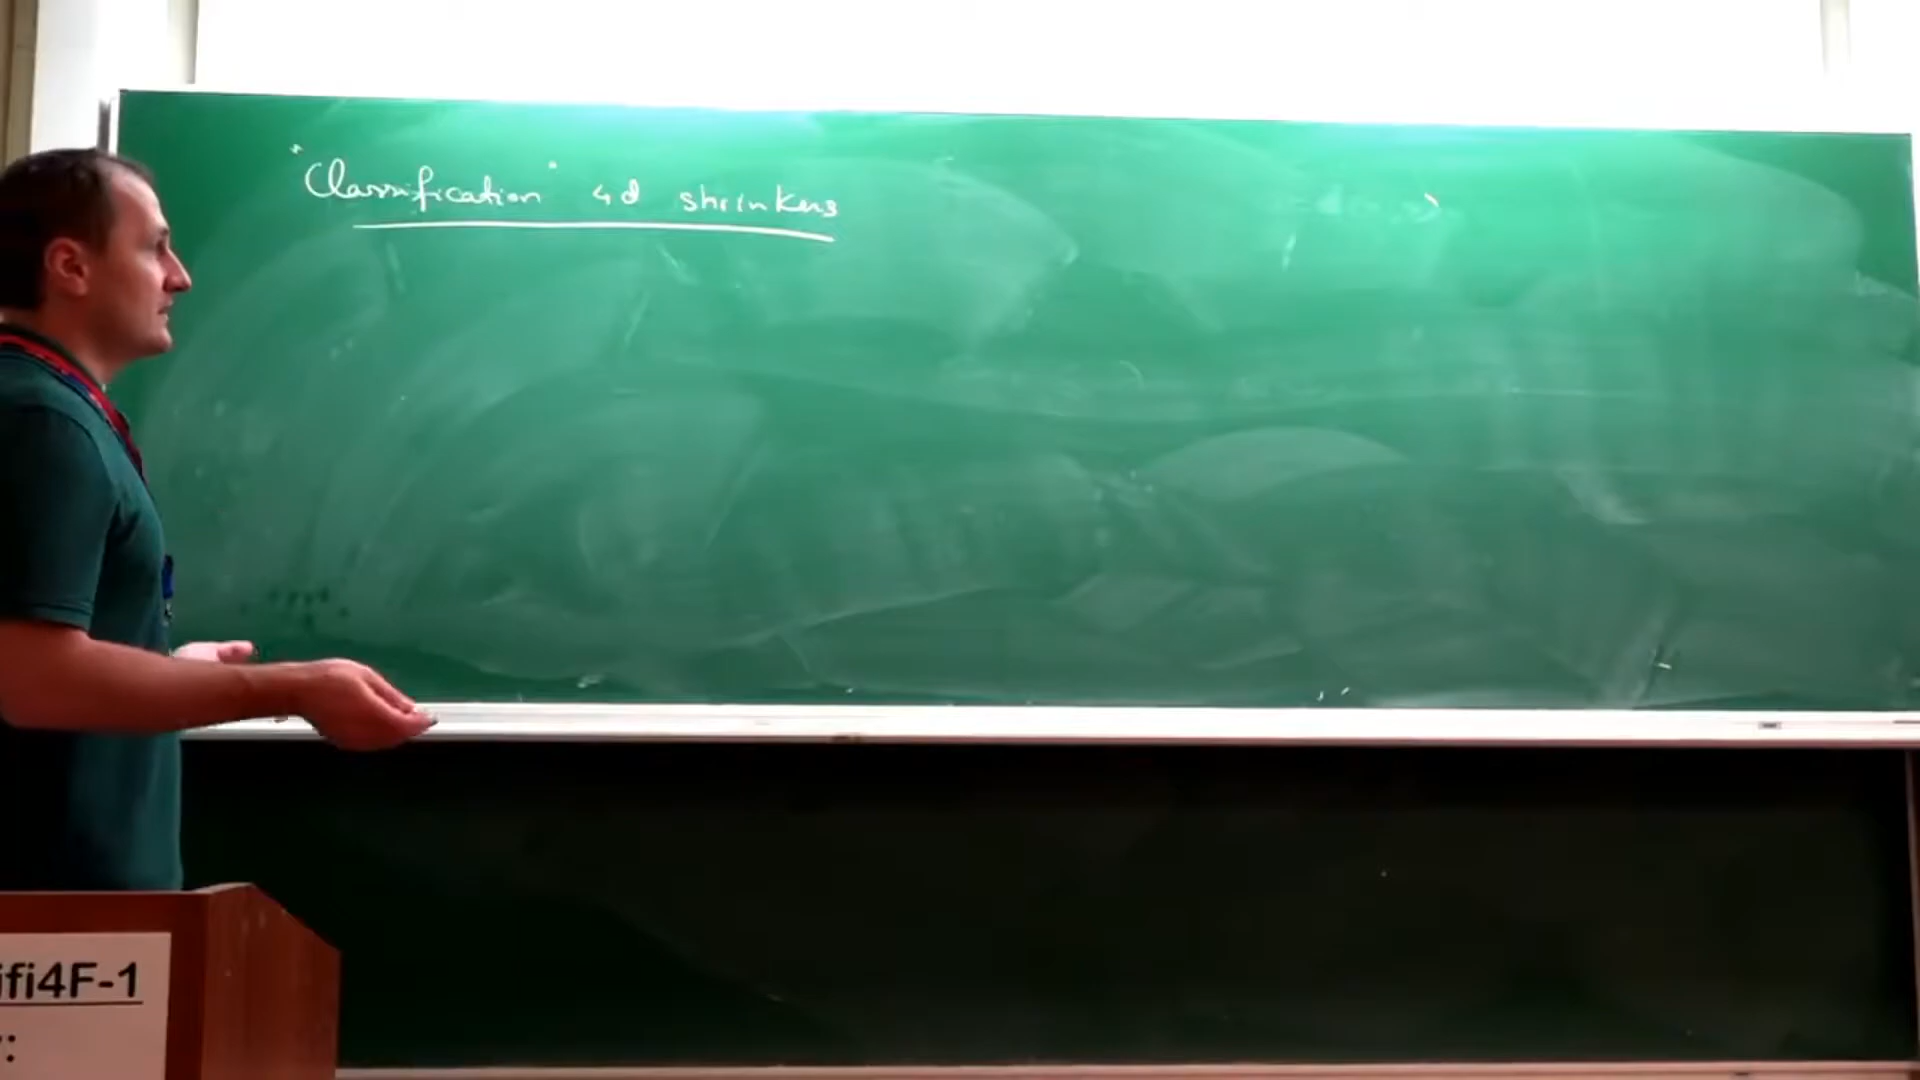 "Classification" 4d shrinkers
ifi4F-1
: